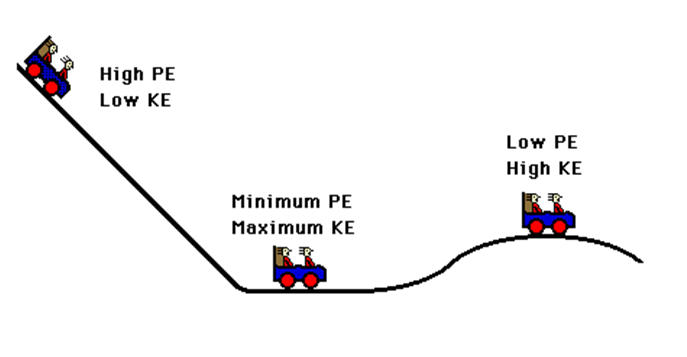 High PE
Low KE
Low PE
High KE
Minimum PE
Maximum KE